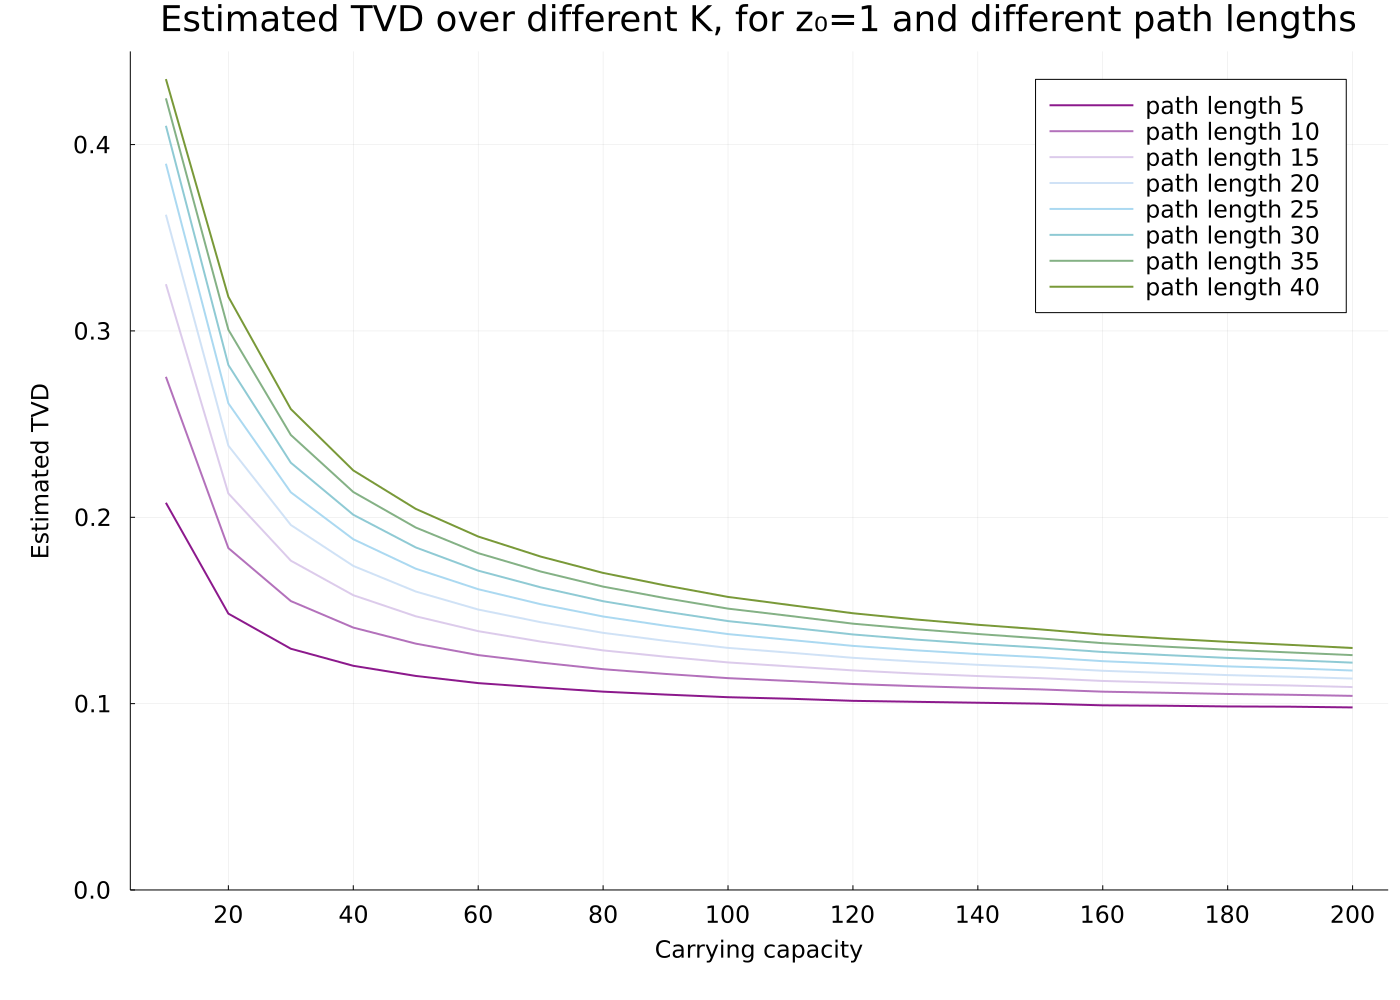 Estimated TVD over different K, for z₀=1 and different path lengths
path length 5
path length 10
path length 15
path length 20
path length 25
path length 30
path length 35
path length 40
Estimated TVD
0.4
0.3
0.2
0.1
0.0
20 40 60 80 100 120 140 160 180 200
Carrying capacity